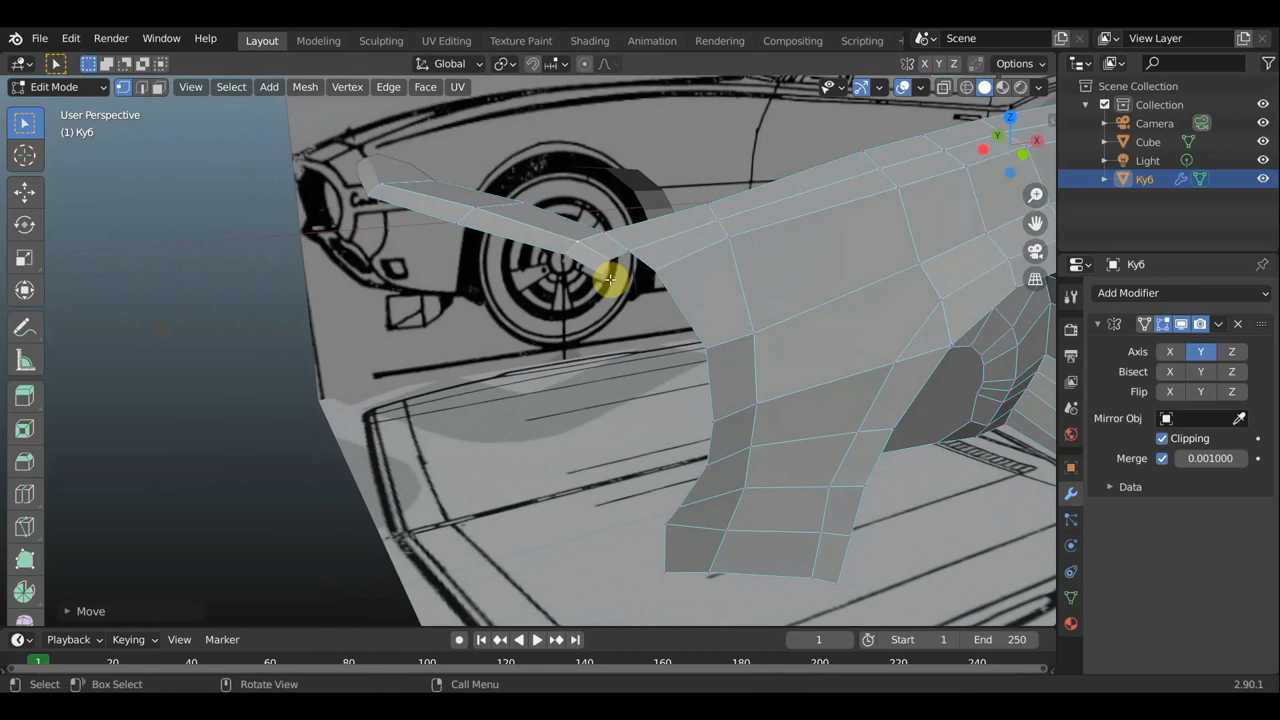 File Edit Render Window Help Layout Modeling Sculpting UV Editing Texture Paint Shading Animation Rendering Compositing Scripting Scene View Layer
Global X Y Z Options
Edit Mode View Select Add Mesh Vertex Edge Face UV
User Perspective
(1) Куб
Z
Y
X
Scene Collection
Collection
Camera
Cube
Light
Куб
Куб
Add Modifier
Axis X Y Z
Bisect X Y Z
Flip X Y Z
Mirror Obj
Clipping
Merge 0.001000
Data
Move
Playback Keying View Marker 1 Start 1 End 250
1 20 40 60 80 100 120 140 160 180 200 220 240
Select Box Select Rotate View Call Menu 2.90.1